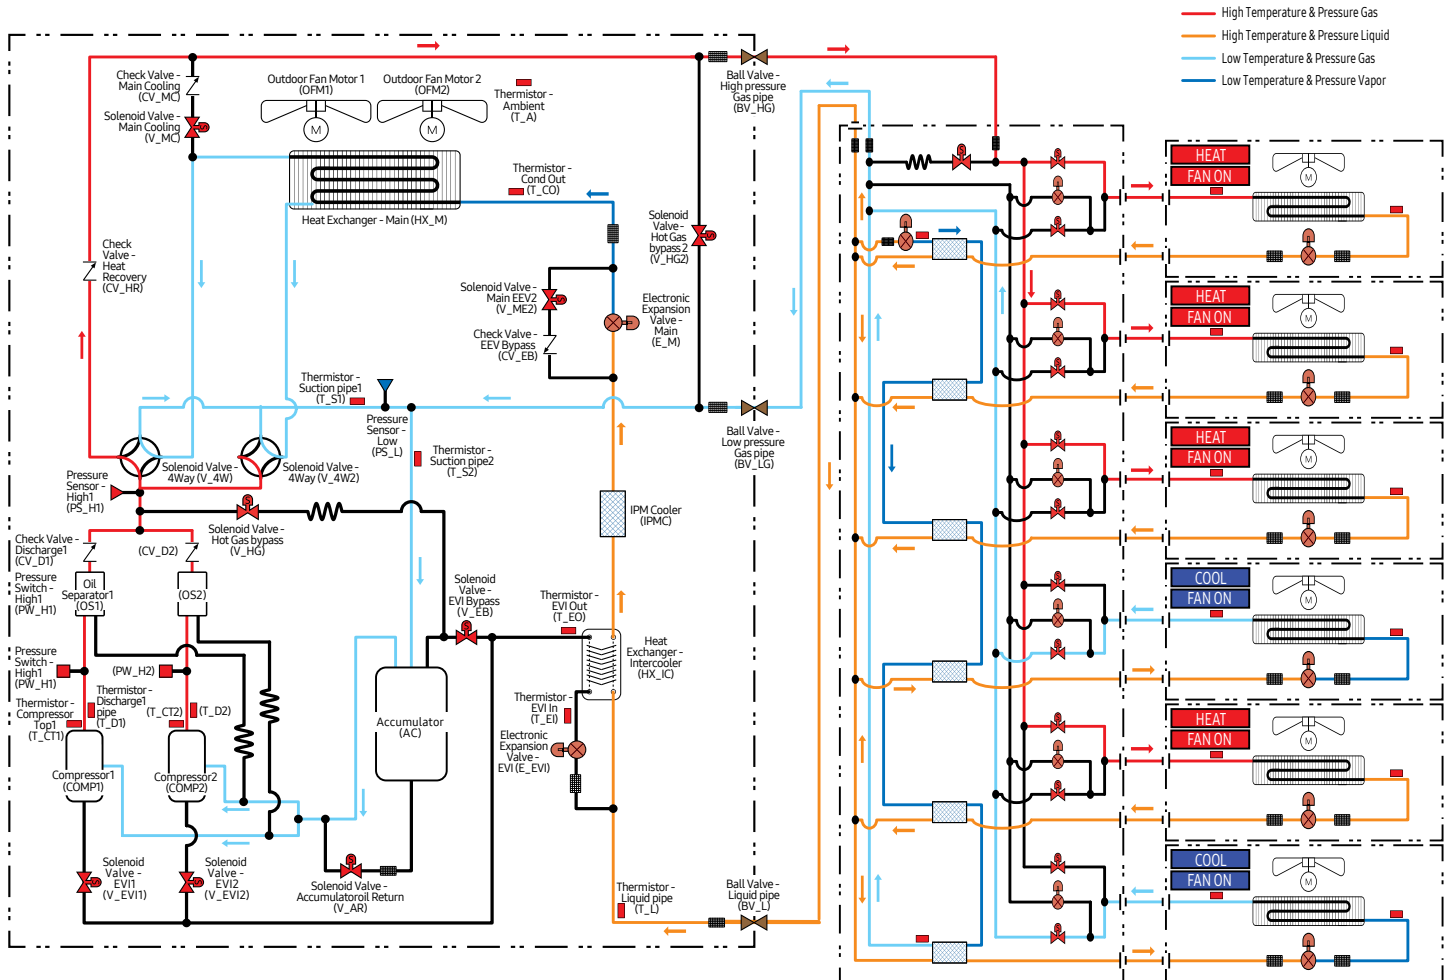 High Temperature & Pressure Gas
High Temperature & Pressure Liquid
Low Temperature & Pressure Gas
Low Temperature & Pressure Vapor
Check Valve -
Main Cooling
(CV_MC)
Solenoid Valve -
Main Cooling
(V_MC)
Outdoor Fan Motor 1
(OFM1)
M
Outdoor Fan Motor 2
(OFM2)
M
Thermistor -
Ambient
(T_A)
Ball Valve -
High pressure
Gas pipe
(BV_HG)
Thermistor -
Cond Out
(T_CO)
Heat Exchanger - Main (HX_M)
Solenoid
Valve -
Hot Gas
bypass 2
(V_HG2)
S
Check
Valve -
Heat
Recovery
(CV_HR)
Solenoid Valve -
Main EEV2
(V_ME2)
Check Valve -
EEV Bypass
(CV_EB)
Electronic
Expansion
Valve -
Main
(E_M)
Thermistor -
Suction pipe1
(T_S1)
Pressure
Sensor -
Low
(PS_L)
Thermistor -
Suction pipe2
(T_S2)
Ball Valve -
Low pressure
Gas pipe
(BV_LG)
Solenoid Valve -
4Way (V_4W)
Solenoid Valve -
4Way (V_4W2)
Pressure
Sensor -
High1
(PS_H1)
Solenoid Valve -
Hot Gas bypass
(V_HG)
IPM Cooler
(IPMC)
Check Valve -
Discharge1
(CV_D1)
(CV_D2)
Pressure
Switch -
High1
(PW_H1)
Oil
Separator1
(OS1)
(OS2)
Solenoid
Valve -
EVI Bypass
(V_EB)
Thermistor -
EVI Out
(T_EO)
Heat
Exchanger -
Intercooler
(HX_IC)
Pressure
Switch -
High1
(PW_H1)
(PW_H2)
Thermistor -
Discharge1
pipe
(T_D1)
(T_CT2)
(T_D2)
Thermistor -
Compressor
Top1
(T_CT1)
Thermistor -
EVI In
(T_EI)
Accumulator
(AC)
Electronic
Expansion
Valve -
EVI (E_EVI)
Compressor1
(COMP1)
Compressor2
(COMP2)
Solenoid
Valve -
EVI1
(V_EVI1)
Solenoid
Valve -
EVI2
(V_EVI2)
Solenoid Valve -
Accumulatoroil Return
(V_AR)
Thermistor -
Liquid pipe
(T_L)
Ball Valve -
Liquid pipe
(BV_L)
HEAT
FAN ON
M
HEAT
FAN ON
M
HEAT
FAN ON
M
COOL
FAN ON
M
HEAT
FAN ON
M
COOL
FAN ON
M